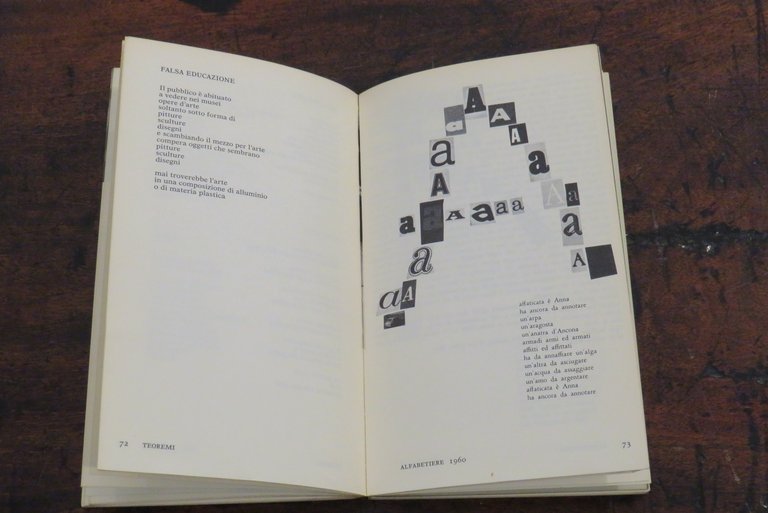 FALSA EDUCAZIONE
Il pubblico è abituato
a vedere nei musei
opere d'arte
soltanto sotto forma di
pitture
sculture
disegni
e scambiando il mezzo per l'arte
compera oggetti che sembrano
pitture
sculture
disegni
mai troverebbe l'arte
in una composizione di alluminio
o di materia plastica
72 TEOREMI
A
a A A
A
a a
A A A
a a A a a a a a
a A
a A
affaticata è Anna
ha ancora da annotare
un'arpa
un'aragosta
un'anatra d'Ancona
armadi armi ed armati
affitti ed affittati
ha da annaffiare un'alga
un'altra da asciugare
un'acqua da assaggiare
un'amo da argentare
affaticata è Anna
ha ancora da annotare
ALFABETIERE 1960
73